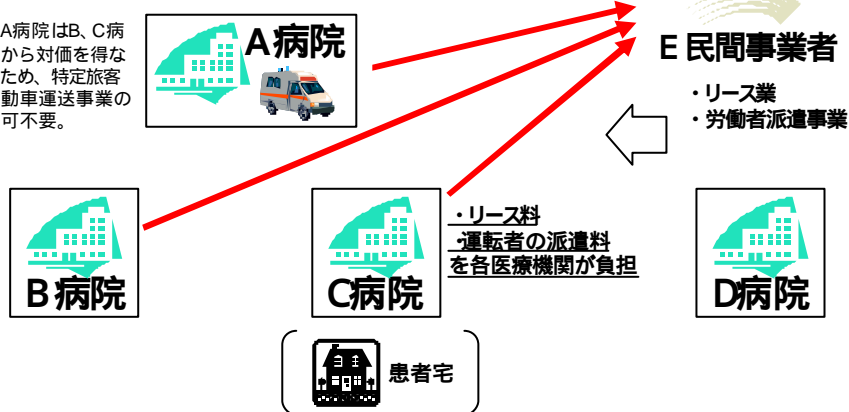 A病院はB、C病
から対価を得な
ため、特定旅客
動車運送事業の
可不要。
A病院
E 民間事業者
・リース業
・労働者派遣事業
・リース料
・運転者の派遣料
を各医療機関が負担
B病院
C病院
D病院
患者宅